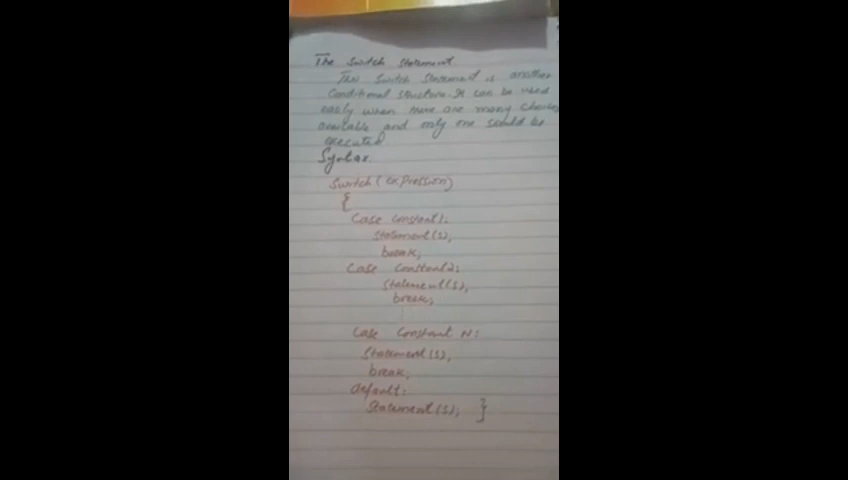 The Switch Statement
The Switch Statement is another
Conditional structure. It can be used
easily when there are many choices
available and only one should be
executed
Syntax.
Switch (expression)
{
Case constant1:
statement(s);
break;
Case constant2:
statement(s);
break;
Case Constant N:
Statement(s);
break;
default:
Statement(s); }